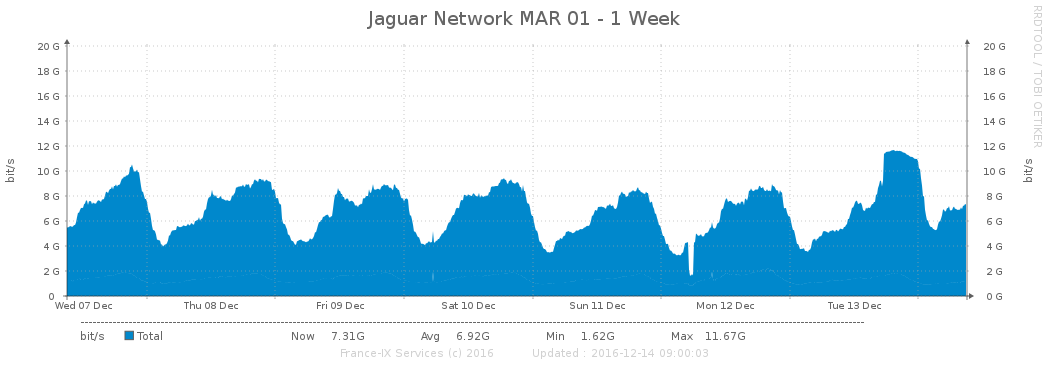 Jaguar Network MAR 01 - 1 Week
RRDTOOL / TOBI OETIKER
20 G 20 G
18 G 18 G
16 G 16 G
14 G 14 G
12 G 12 G
10 G 10 G
8 G 8 G
6 G 6 G
4 G 4 G
2 G 2 G
0 0 G
bit/s
bit/s
Wed 07 Dec Thu 08 Dec Fri 09 Dec Sat 10 Dec Sun 11 Dec Mon 12 Dec Tue 13 Dec
bit/s Total Now 7.31G Avg 6.92G Min 1.62G Max 11.67G
France-IX Services (c) 2016 Updated : 2016-12-14 09:00:03